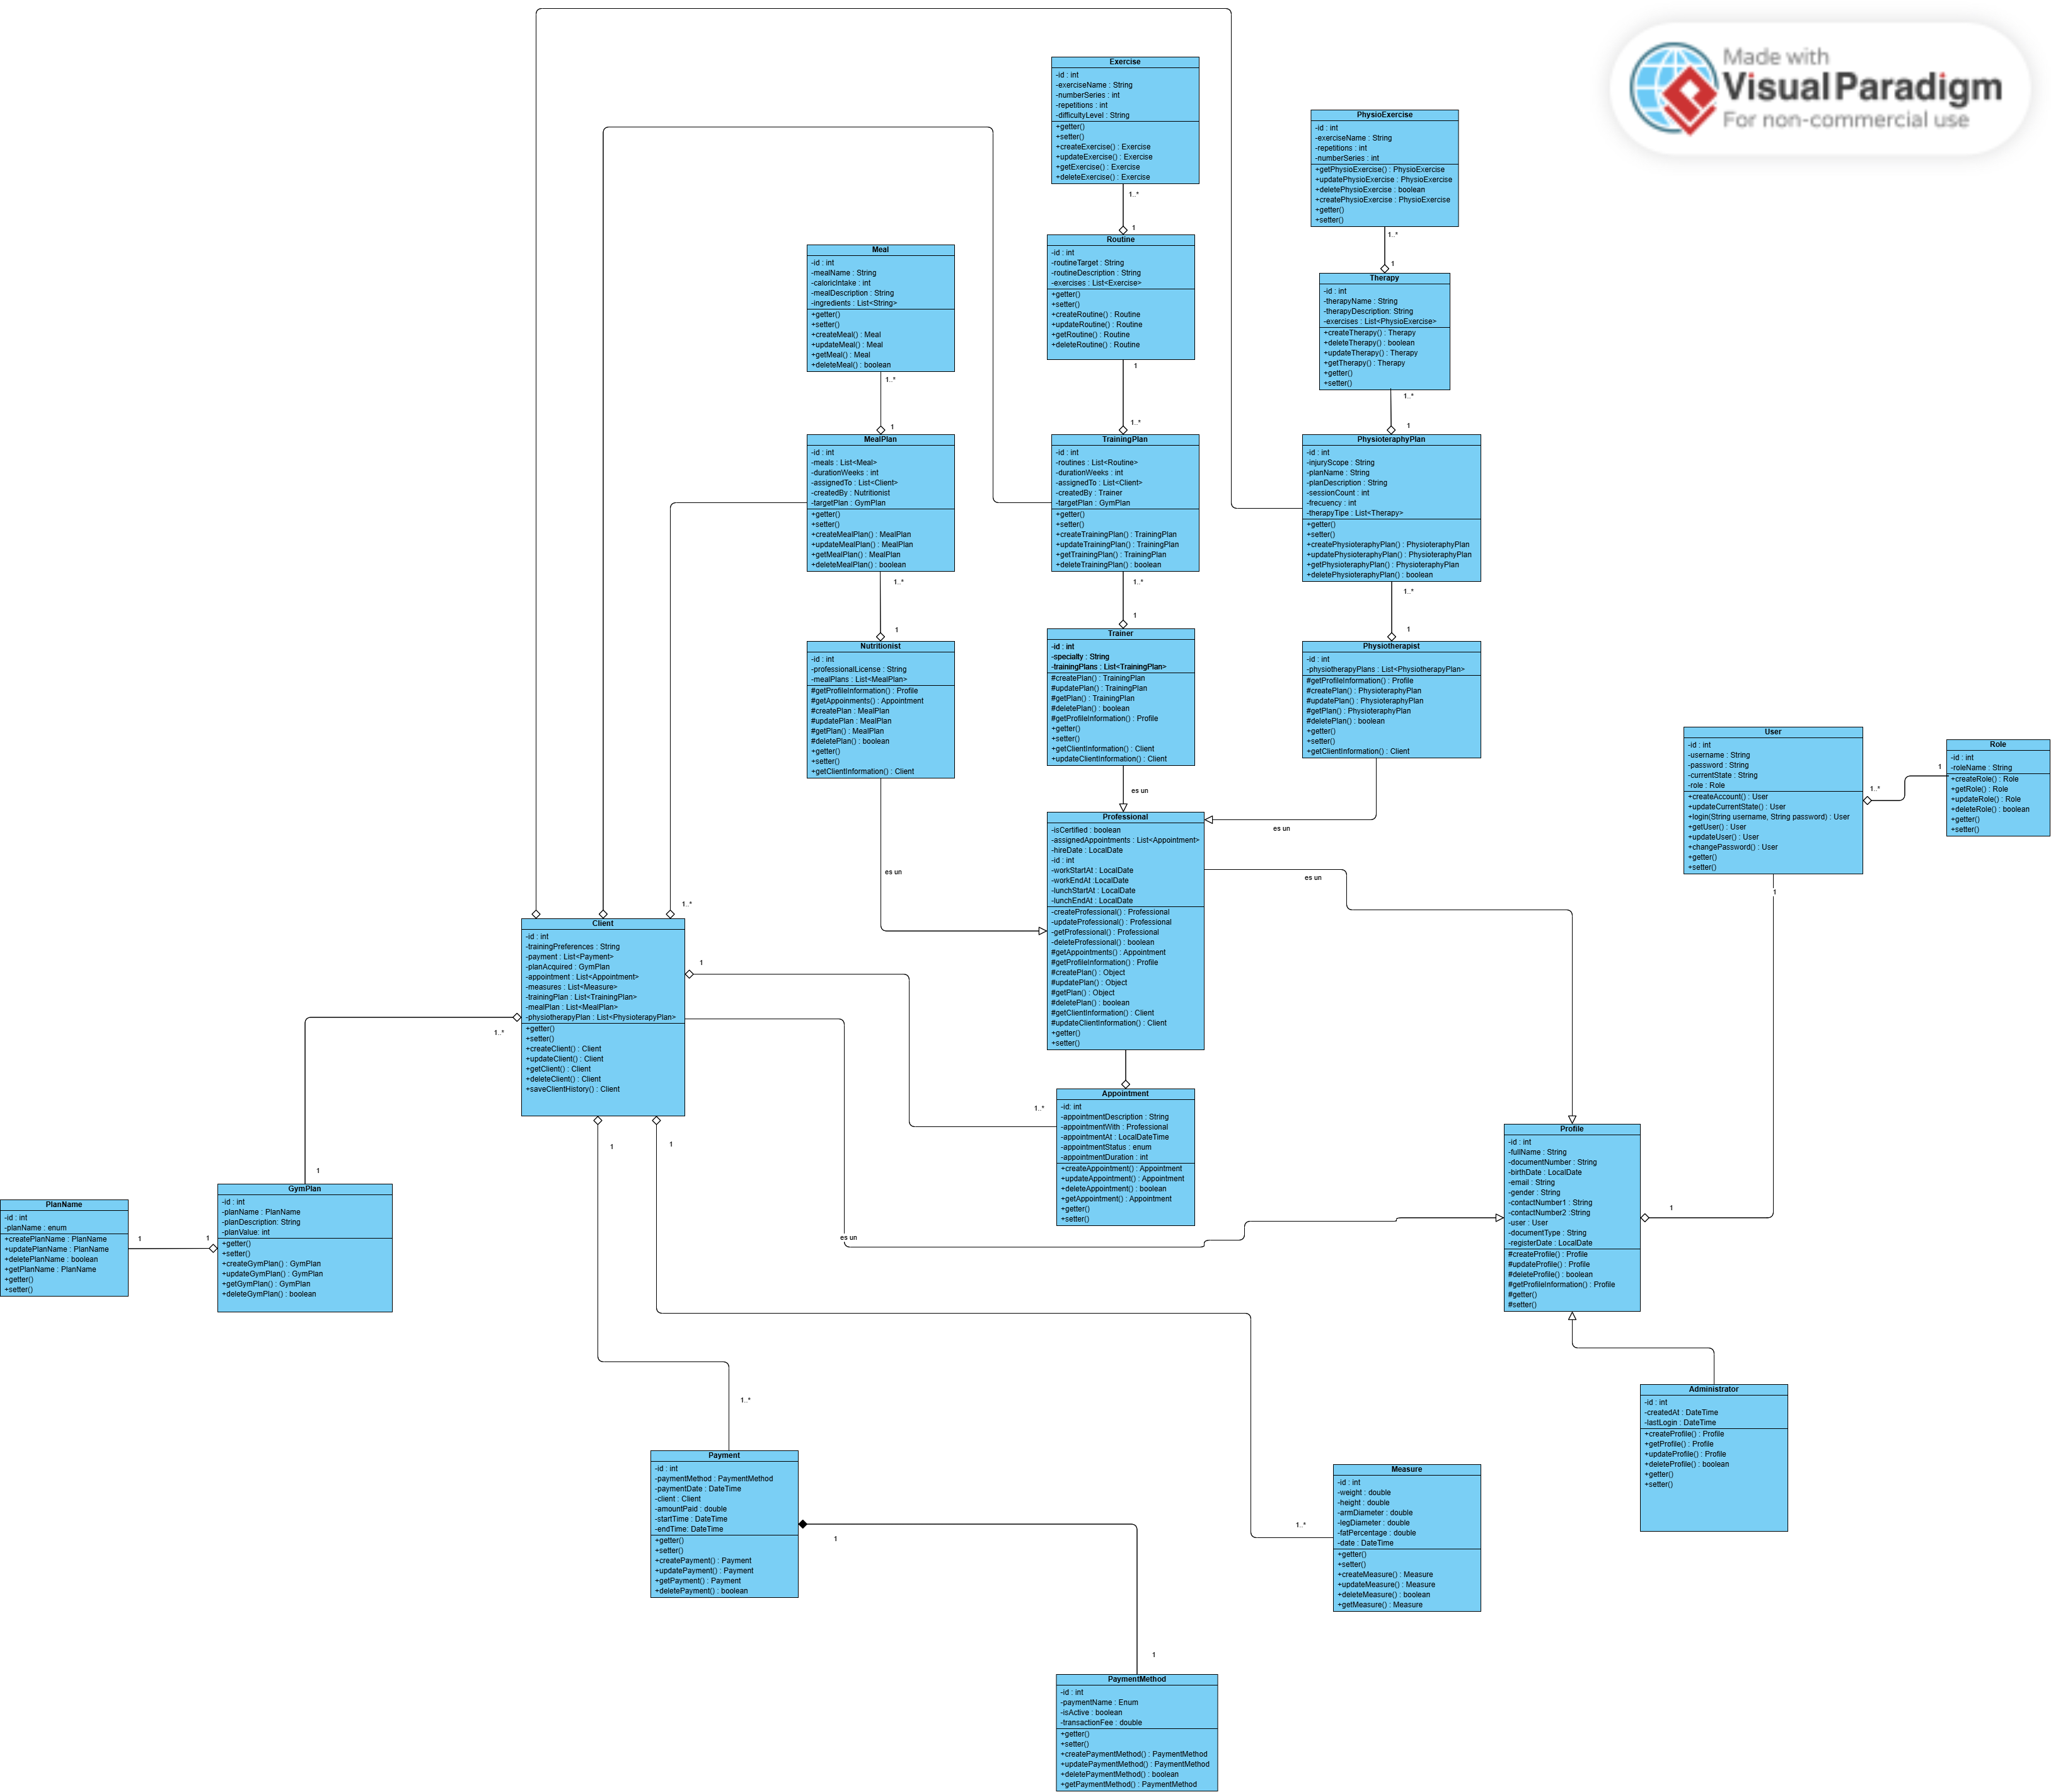 Made with
Visual Paradigm
For non-commercial use
Exercise
-id : int
-exerciseName : String
-numberSeries : int
-repetitions : int
-difficultyLevel : String
+getter()
+setter()
+createExercise() : Exercise
+updateExercise() : Exercise
+getExercise() : Exercise
+deleteExercise() : Exercise
1..*
1
PhysioExercise
-id : int
-exerciseName : String
-repetitions : int
-numberSeries : int
+getPhysioExercise() : PhysioExercise
+updatePhysioExercise : PhysioExercise
+deletePhysioExercise : boolean
+createPhysioExercise : PhysioExercise
+getter()
+setter()
1..*
1
Meal
-id : int
-mealName : String
-caloricIntake : int
-mealDescription : String
-ingredients : List<String>
+getter()
+setter()
+createMeal() : Meal
+updateMeal() : Meal
+getMeal() : Meal
+deleteMeal() : boolean
1..*
1
Routine
-id : int
-routineTarget : String
-routineDescription : String
-exercises : List<Exercise>
+getter()
+setter()
+createRoutine() : Routine
+updateRoutine() : Routine
+getRoutine() : Routine
+deleteRoutine() : Routine
1
1..*
Therapy
-id : int
-therapyName : String
-therapyDescription: String
-exercises : List<PhysioExercise>
+createTherapy() : Therapy
+deleteTherapy() : boolean
+updateTherapy() : Therapy
+getTherapy() : Therapy
+getter()
+setter()
1..*
1
MealPlan
-id : int
-meals : List<Meal>
-durationWeeks : int
-assignedTo : List<Client>
-createdBy : Nutritionist
-targetPlan : GymPlan
+getter()
+setter()
+createMealPlan() : MealPlan
+updateMealPlan() : MealPlan
+getMealPlan() : MealPlan
+deleteMealPlan() : boolean
1..*
1
TrainingPlan
-id : int
-routines : List<Routine>
-durationWeeks : int
-assignedTo : List<Client>
-createdBy : Trainer
-targetPlan : GymPlan
+getter()
+setter()
+createTrainingPlan() : TrainingPlan
+updateTrainingPlan() : TrainingPlan
+getTrainingPlan() : TrainingPlan
+deleteTrainingPlan() : boolean
1..*
1
PhysioteraphyPlan
-id : int
-injuryScope : String
-planName : String
-planDescription : String
-sessionCount : int
-frecuency : int
-therapyTipe : List<Therapy>
+getter()
+setter()
+createPhysioteraphyPlan() : PhysioteraphyPlan
+updatePhysioteraphyPlan() : PhysioteraphyPlan
+getPhysioteraphyPlan() : PhysioteraphyPlan
+deletePhysioteraphyPlan() : boolean
1..*
1
Nutritionist
-id : int
-professionalLicense : String
-mealPlans : List<MealPlan>
#getProfileInformation() : Profile
#getAppoinments() : Appointment
#createPlan : MealPlan
#updatePlan : MealPlan
#getPlan() : MealPlan
#deletePlan() : boolean
+getter()
+setter()
+getClientInformation() : Client
es un
Trainer
-id : int
-specialty : String
-trainingPlans : List<TrainingPlan>
#createPlan() : TrainingPlan
#updatePlan() : TrainingPlan
#getPlan() : TrainingPlan
#deletePlan() : boolean
#getProfileInformation() : Profile
+getter()
+setter()
+getClientInformation() : Client
+updateClientInformation : Client
es un
Physiotherapist
-id : int
-physiotherapyPlans : List<PhysiotherapyPlan>
#getProfileInformation() : Profile
#createPlan() : PhysioteraphyPlan
#updatePlan() : PhysioteraphyPlan
#getPlan() : PhysioteraphyPlan
#deletePlan() : boolean
+getter()
+setter()
+getClientInformation() : Client
es un
User
-id : int
-username : String
-password : String
-currentState : String
-role : Role
+createAccount() : User
+updateCurrentState() : User
+login(String username, String password) : User
+getUser() : User
+updateUser() : User
+changePassword() : User
+getter()
+setter()
1..*
1
Role
-id : int
-roleName : String
+createRole() : Role
+getRole() : Role
+updateRole() : Role
+deleteRole() : boolean
+getter()
+setter()
1
1
Professional
-isCertified : boolean
-assignedAppointments : List<Appointment>
-hireDate : LocalDate
-id : int
-workStartAt : LocalDate
-workEndAt :LocalDate
-lunchStartAt : LocalDate
-lunchEndAt : LocalDate
-createProfessional() : Professional
-updateProfessional() : Professional
-getProfessional() : Professional
-deleteProfessional() : boolean
#getAppointments() : Appointment
#getProfileInformation() : Profile
#createPlan() : Object
#updatePlan() : Object
#getPlan() : Object
#deletePlan() : boolean
#getClientInformation() : Client
#updateClientInformation : Client
+getter()
+setter()
es un
1..*
Client
-id : int
-trainingPreferences : String
-payment : List<Payment>
-planAcquired : GymPlan
-appointment : List<Appointment>
-measures : List<Measure>
-trainingPlan : List<TrainingPlan>
-mealPlan : List<MealPlan>
-physiotherapyPlan : List<PhysioterapyPlan>
+getter()
+setter()
+createClient() : Client
+updateClient() : Client
+getClient() : Client
+deleteClient() : Client
+saveClientHistory() : Client
1
1..*
1..*
1
es un
Appointment
-id: int
-appointmentDescription : String
-appointmentWith : Professional
-appointmentAt : LocalDateTime
-appointmentStatus : enum
-appointmentDuration : int
+createAppointment() : Appointment
+updateAppointment() : Appointment
+deleteAppointment() : boolean
+getAppointment() : Appointment
+getter()
+setter()
Profile
-id : int
-fullName : String
-documentNumber : String
-birthDate : LocalDate
-email : String
-gender : String
-contactNumber1 : String
-contactNumber2 :String
-user : User
-documentType : String
-registerDate : LocalDate
#createProfile() : Profile
#updateProfile() : Profile
#deleteProfile() : boolean
#getProfileInformation() : Profile
#getter()
#setter()
PlanName
-id : int
-planName : enum
+createPlanName : PlanName
+updatePlanName : PlanName
+deletePlanName : boolean
+getPlanName : PlanName
+getter()
+setter()
1
1
GymPlan
-id : int
-planName : PlanName
-planDescription: String
-planValue: int
+getter()
+setter()
+createGymPlan() : GymPlan
+updateGymPlan() : GymPlan
+getGymPlan() : GymPlan
+deleteGymPlan() : boolean
1
1
1..*
1..*
Administrator
-id : int
-createdAt : DateTime
-lastLogin : DateTime
+createProfile() : Profile
+getProfile() : Profile
+updateProfile() : Profile
+deleteProfile() : boolean
+getter()
+setter()
Payment
-id : int
-paymentMethod : PaymentMethod
-paymentDate : DateTime
-client : Client
-amountPaid : double
-startTime : DateTime
-endTime: DateTime
+getter()
+setter()
+createPayment() : Payment
+updatePayment() : Payment
+getPayment() : Payment
+deletePayment() : boolean
1
1
Measure
-id : int
-weight : double
-height : double
-armDiameter : double
-legDiameter : double
-fatPercentage : double
-date : DateTime
+getter()
+setter()
+createMeasure() : Measure
+updateMeasure() : Measure
+deleteMeasure() : boolean
+getMeasure() : Measure
PaymentMethod
-id : int
-paymentName : Enum
-isActive : boolean
-transactionFee : double
+getter()
+setter()
+createPaymentMethod() : PaymentMethod
+updatePaymentMethod() : PaymentMethod
+deletePaymentMethod() : boolean
+getPaymentMethod() : PaymentMethod